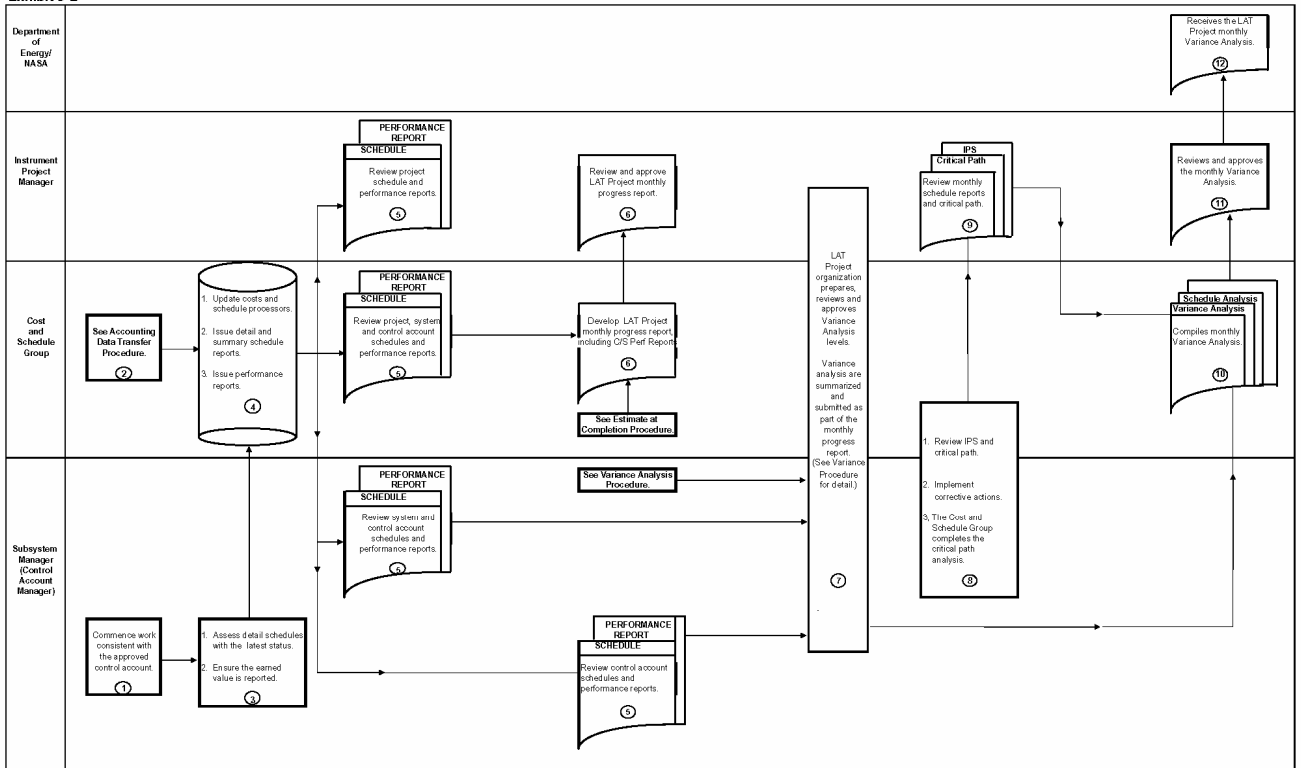 Department
of
Energy/
NASA
Receives the LAT
Project monthly
Variance Analysis.
12
Instrument
Project
Manager
PERFORMANCE
REPORT
SCHEDULE
Review project
schedule and
performance reports.
5
Review and approve
LAT Project monthly
progress report.
6
IPS
Critical Path
Review monthly
schedule reports
and critical path.
9
Reviews and approves
the monthly Variance
Analysis.
11
Cost
and
Schedule
Group
See Accounting
Data Transfer
Procedure.
2
1. Update costs and
schedule processors.
2. Issue detail and
summary schedule
reports.
3. Issue performance
reports.
4
PERFORMANCE
REPORT
SCHEDULE
Review project, system
and control account
schedules and
performance reports.
5
Develop LAT Project
monthly progress report,
including C/S Perf Reports
6
See Estimate at
Completion Procedure.
LAT
Project
organization
prepares,
reviews and
approves
Variance
Analysis
levels.
Variance
analysis are
summarized
and
submitted as
part of the
monthly
progress
report.
(See Variance
Procedure
for detail.)
7
Schedule Analysis
Variance Analysis
Compiles monthly
Variance Analysis.
10
1. Review IPS and
critical path.
2. Implement
corrective actions.
3, The Cost and
Schedule Group
completes the
critical path
analysis.
8
Subsystem
Manager
(Control
Account
Manager)
PERFORMANCE
REPORT
SCHEDULE
Review system and
control account
schedules and
performance reports.
5
See Variance Analysis
Procedure.
Commence work
consistent with
the approved
control account.
1
1. Assess detail schedules
with the latest status.
2. Ensure the earned
value is reported.
3
PERFORMANCE
REPORT
SCHEDULE
Review control account
schedules and
performance reports.
5